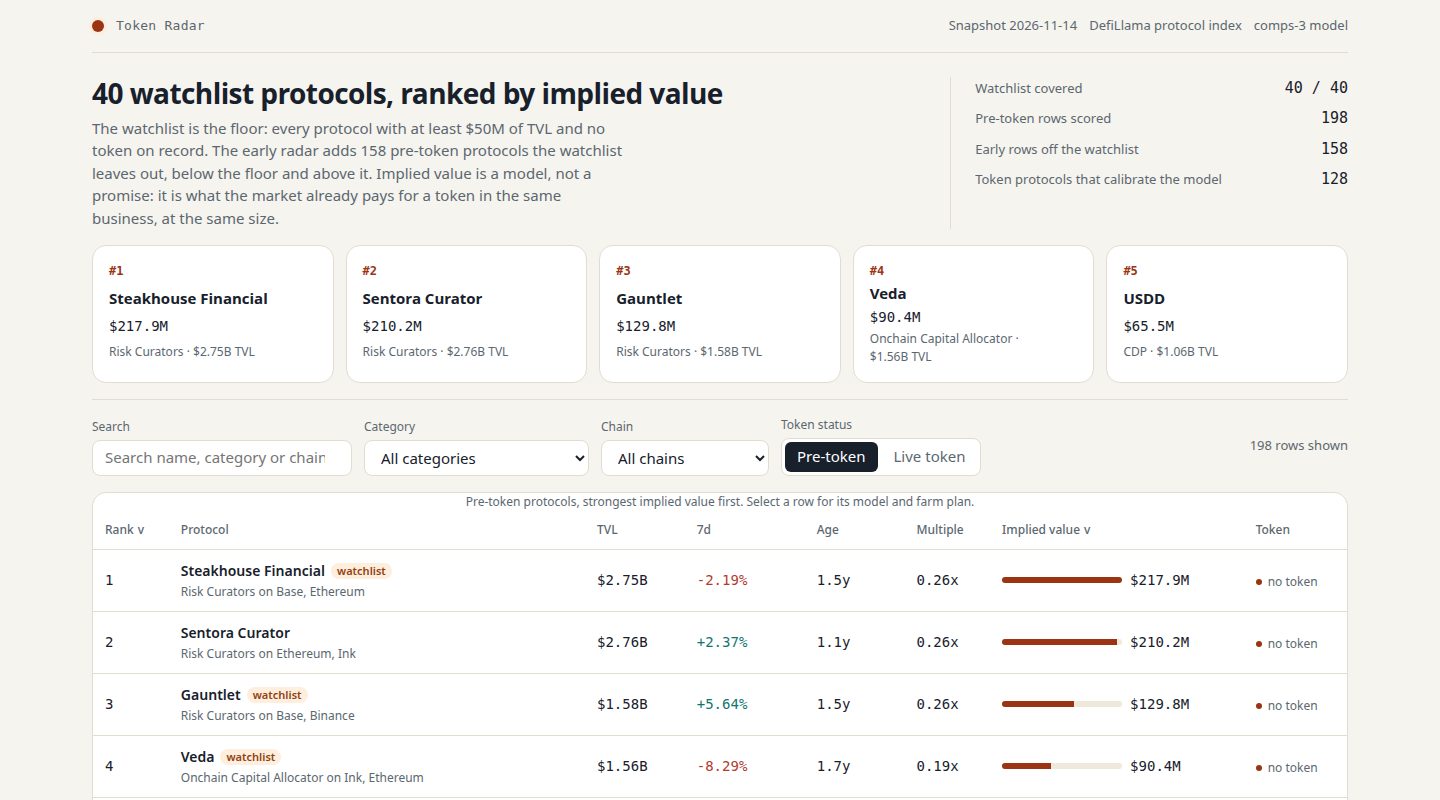 Token Radar
Snapshot 2026-11-14 DefiLlama protocol index comps-3 model
40 watchlist protocols, ranked by implied value
The watchlist is the floor: every protocol with at least $50M of TVL and no
token on record. The early radar adds 158 pre-token protocols the watchlist
leaves out, below the floor and above it. Implied value is a model, not a
promise: it is what the market already pays for a token in the same
business, at the same size.
Watchlist covered 40 / 40
Pre-token rows scored 198
Early rows off the watchlist 158
Token protocols that calibrate the model 128
#1
Steakhouse Financial
$217.9M
Risk Curators · $2.75B TVL
#2
Sentora Curator
$210.2M
Risk Curators · $2.76B TVL
#3
Gauntlet
$129.8M
Risk Curators · $1.58B TVL
#4
Veda
$90.4M
Onchain Capital Allocator ·
$1.56B TVL
#5
USDD
$65.5M
CDP · $1.06B TVL
Search
Search name, category or chain
Category
All categories
Chain
All chains
Token status
Pre-token Live token
198 rows shown
Pre-token protocols, strongest implied value first. Select a row for its model and farm plan.
Rank v Protocol TVL 7d Age Multiple Implied value v Token
1 Steakhouse Financial watchlist $2.75B -2.19% 1.5y 0.26x $217.9M no token
Risk Curators on Base, Ethereum
2 Sentora Curator $2.76B +2.37% 1.1y 0.26x $210.2M no token
Risk Curators on Ethereum, Ink
3 Gauntlet watchlist $1.58B +5.64% 1.5y 0.26x $129.8M no token
Risk Curators on Base, Binance
4 Veda watchlist $1.56B -8.29% 1.7y 0.19x $90.4M no token
Onchain Capital Allocator on Ink, Ethereum